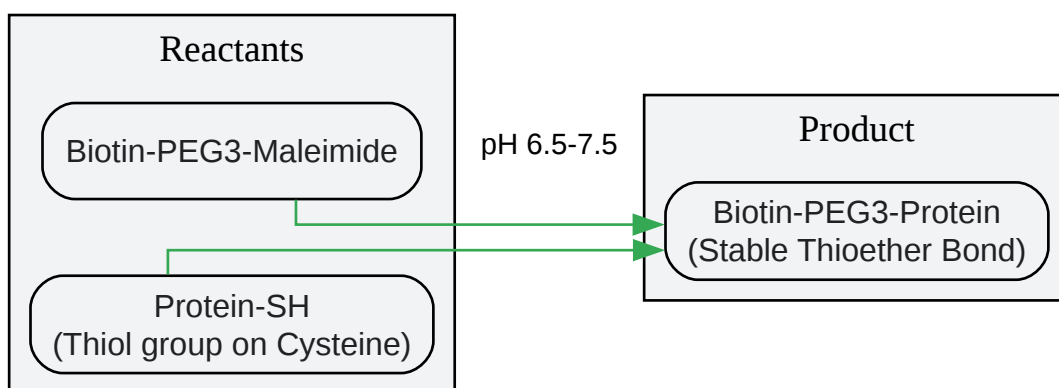 Reactants
Biotin-PEG3-Maleimide
Protein-SH
(Thiol group on Cysteine)
pH 6.5-7.5
Product
Biotin-PEG3-Protein
(Stable Thioether Bond)